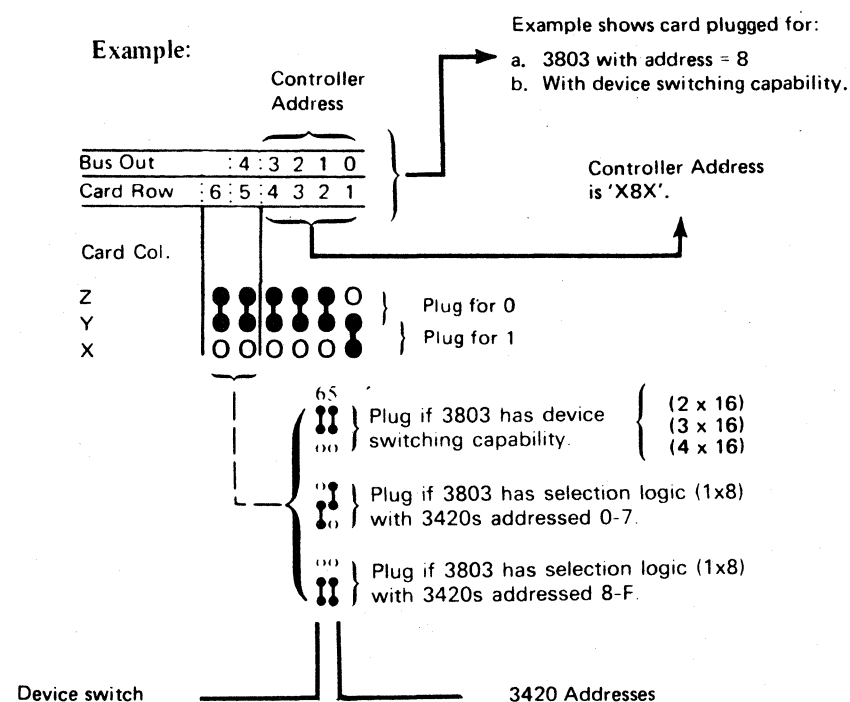 Example:
Example shows card plugged for:
a. 3803 with address = 8
b. With device switching capability.
Controller
Address
Bus Out :4:3 2 1 0
Card Row :6:5:4 3 2 1
Controller Address
is 'X8X'.
Card Col.
Z
Y
X
O
O O O O O
Plug for 0
Plug for 1
65
Plug if 3803 has device
switching capability.
(2 x 16)
(3 x 16)
(4 x 16)
Plug if 3803 has selection logic (1x8)
with 3420s addressed 0-7.
Plug if 3803 has selection logic (1x8)
with 3420s addressed 8-F.
Device switch
3420 Addresses